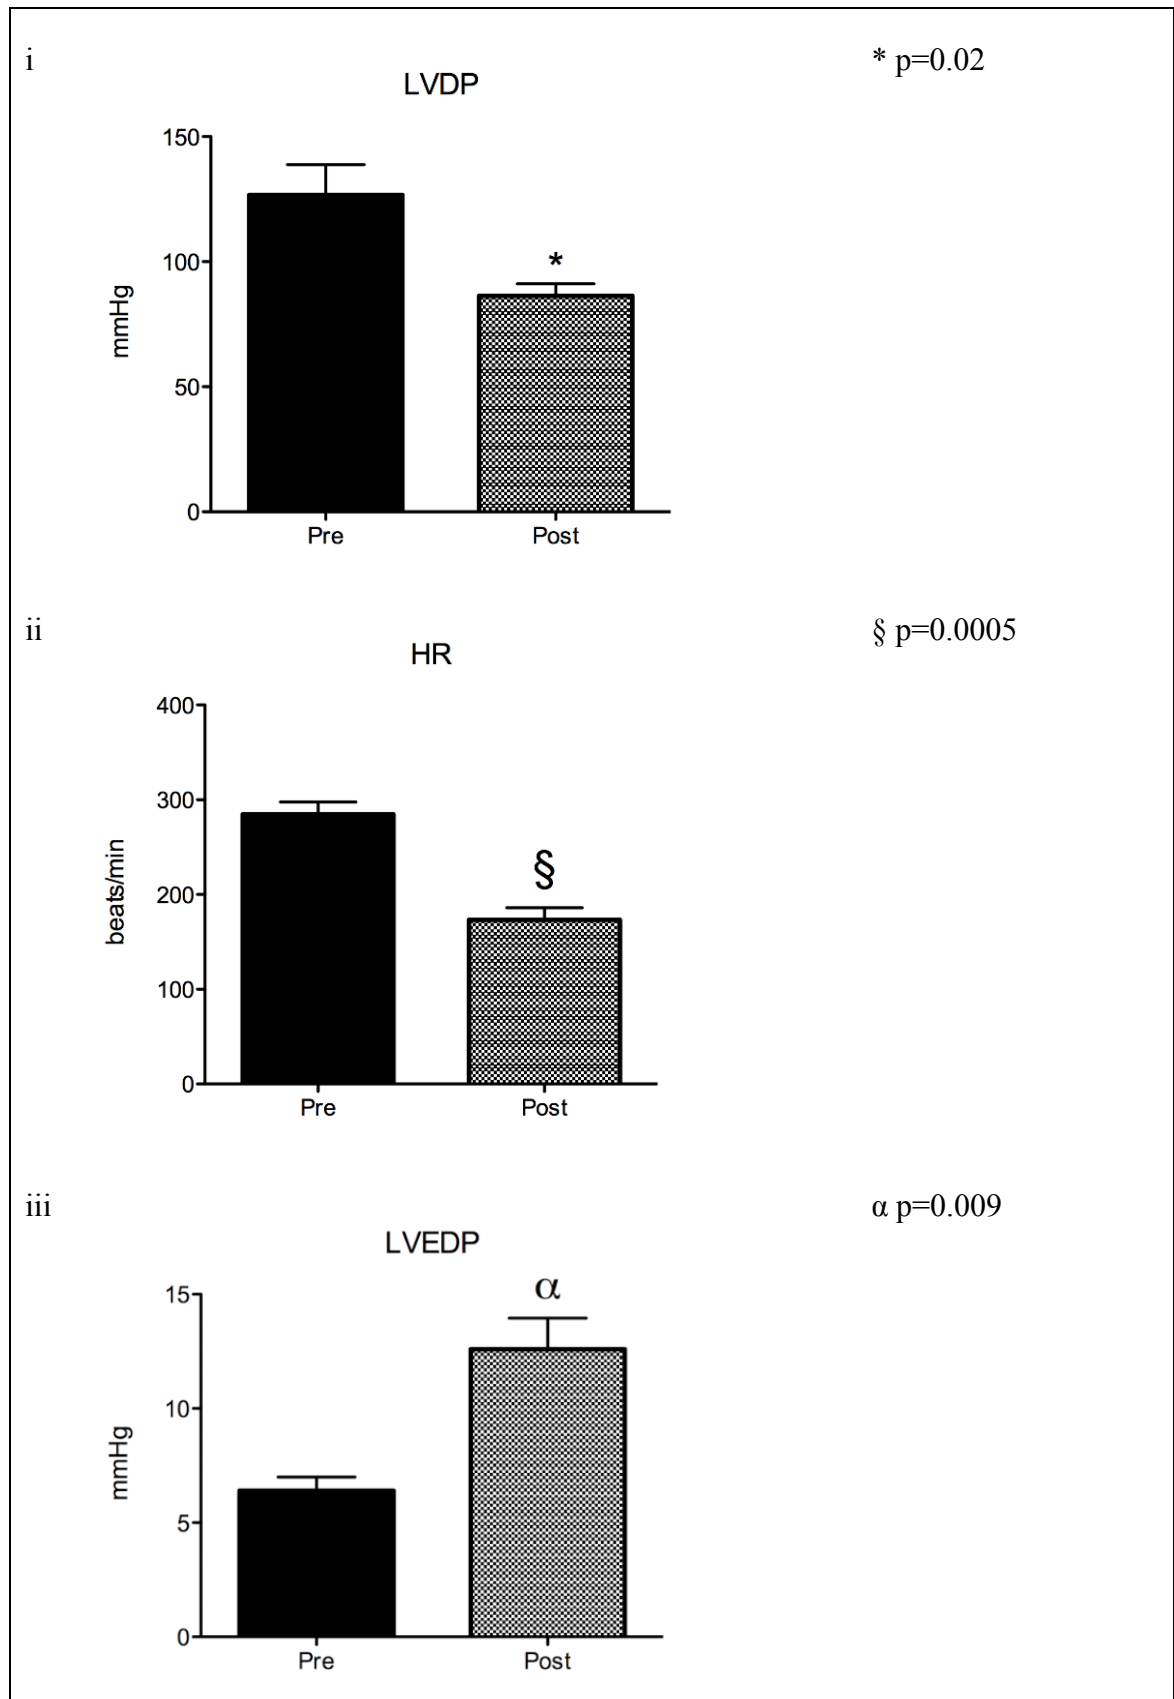 i
* p=0.02
LVDP
150
100
50
0
mmHg
*
Pre Post
ii
§ p=0.0005
HR
400
300
200
100
0
beats/min
§
Pre Post
iii
α p=0.009
LVEDP
15
10
5
0
mmHg
α
Pre Post